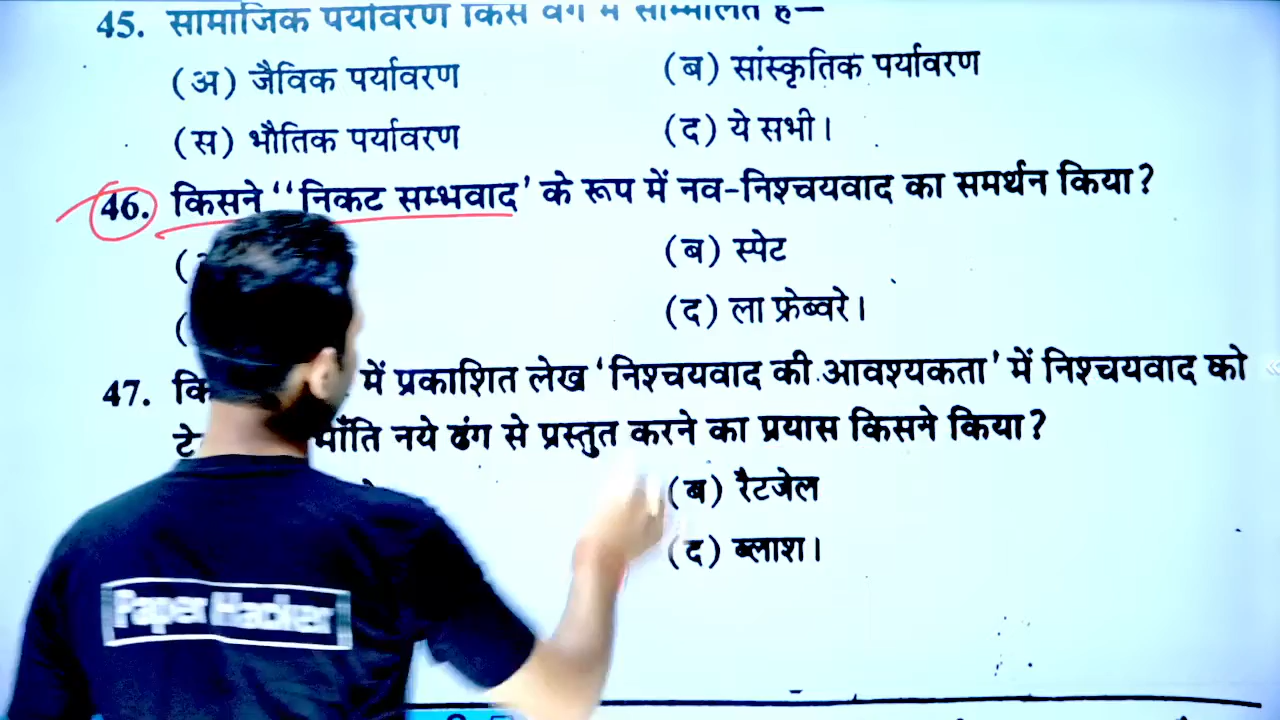 45. सामाजिक पर्यावरण किस वर्ग में सम्मिलित है—
(अ) जैविक पर्यावरण
(ब) सांस्कृतिक पर्यावरण
(स) भौतिक पर्यावरण
(द) ये सभी।
46. किसने ‘‘निकट सम्भवाद’ के रूप में नव-निश्चयवाद का समर्थन किया?
(ब) स्पेट
(द) ला फ्रेब्वरे।
47. में प्रकाशित लेख ‘निश्चयवाद की आवश्यकता’ में निश्चयवाद को
नये ढंग से प्रस्तुत करने का प्रयास किसने किया?
(ब) रैटजेल
(द) ब्लाश।
Paper Hacker